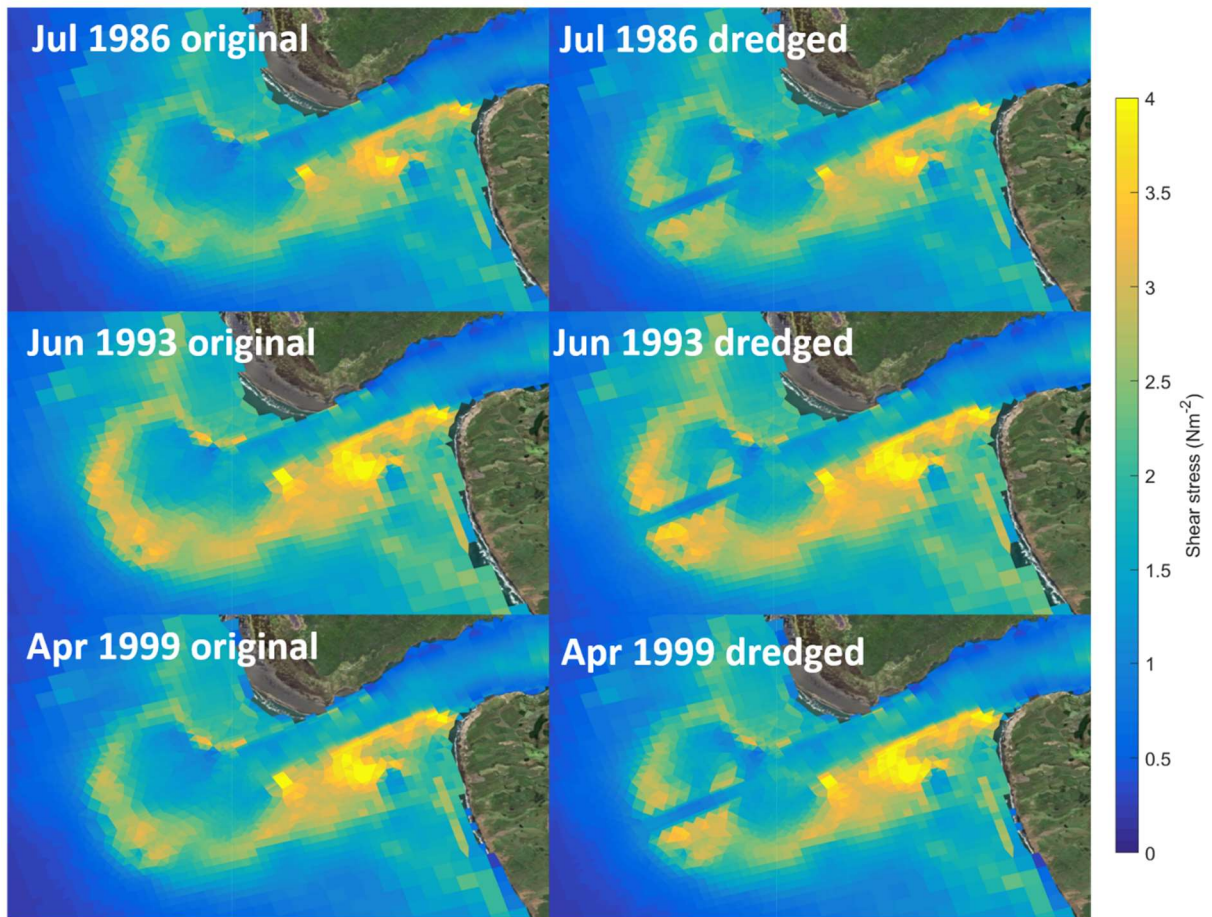 Jul 1986 original
Jul 1986 dredged
Jun 1993 original
Jun 1993 dredged
Apr 1999 original
Apr 1999 dredged
4
3.5
3
2.5
2
1.5
1
0.5
0
Shear stress (Nm⁻²)